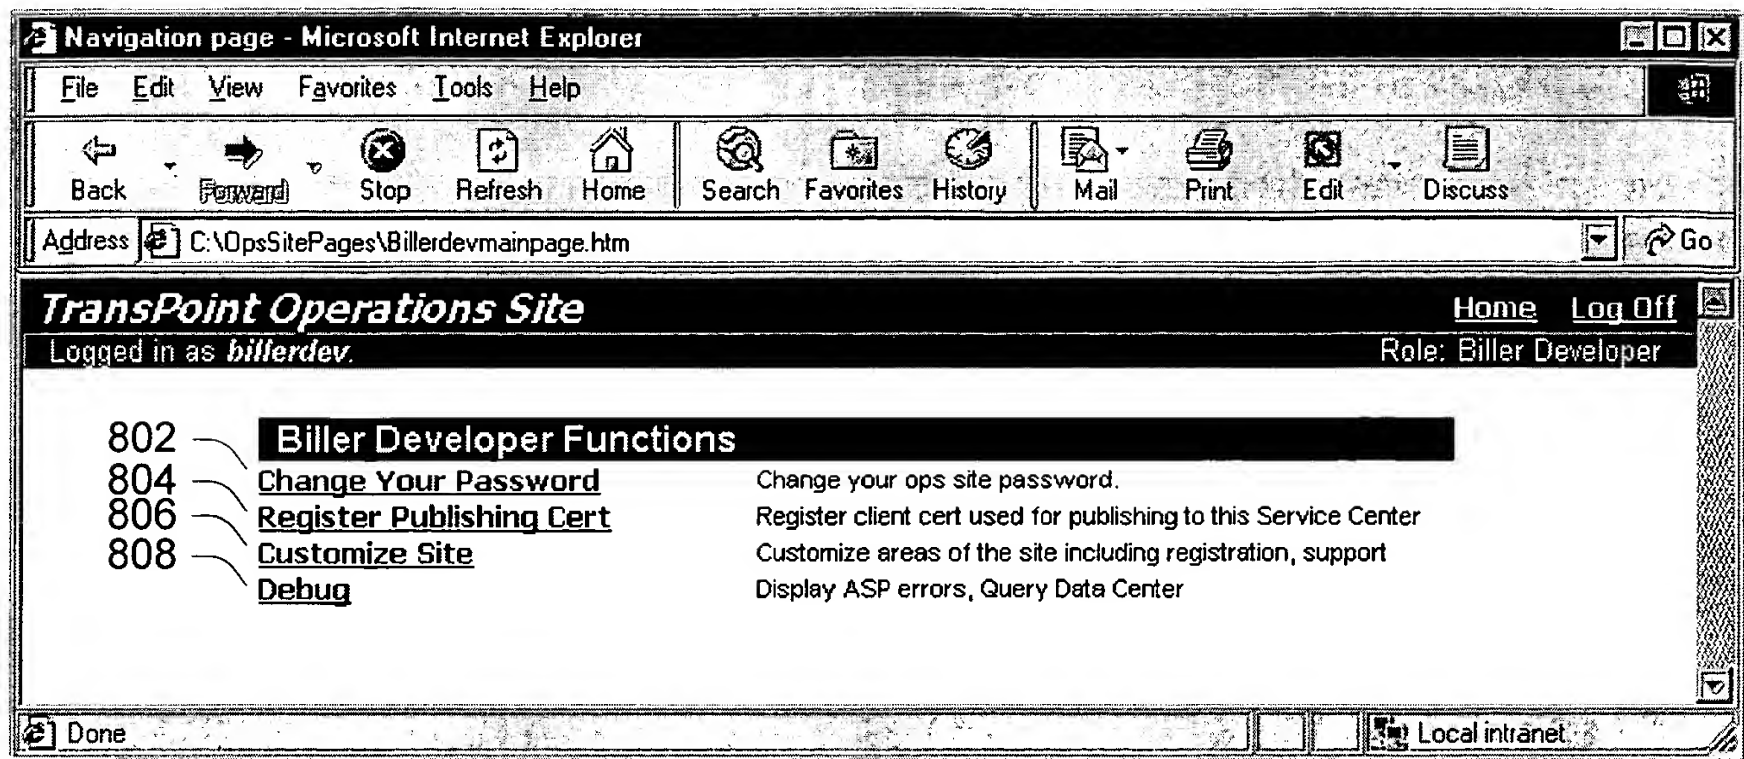 Navigation page - Microsoft Internet Explorer
File Edit View Favorites Tools Help
Back Forward Stop Refresh Home Search Favorites History Mail Print Edit Discuss
Address C:\OpsSitePages\Billerdevmainpage.htm Go
TransPoint Operations Site Home Log Off
Logged in as billerdev. Role: Biller Developer
802 Biller Developer Functions
804 Change Your Password Change your ops site password.
806 Register Publishing Cert Register client cert used for publishing to this Service Center
808 Customize Site Customize areas of the site including registration, support
Debug Display ASP errors, Query Data Center
Done Local intranet